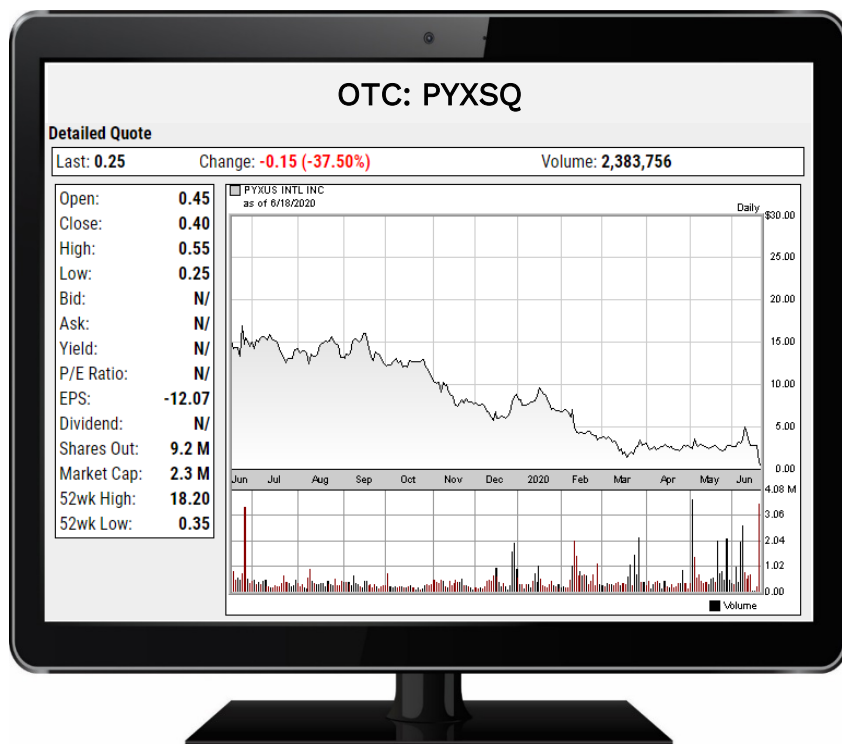 OTC: PYXSQ
Detailed Quote
Last: 0.25 Change: -0.15 (-37.50%) Volume: 2,383,756
Open: 0.45
Close: 0.40
High: 0.55
Low: 0.25
Bid: N/
Ask: N/
Yield: N/
P/E Ratio: N/
EPS: -12.07
Dividend: N/
Shares Out: 9.2 M
Market Cap: 2.3 M
52wk High: 18.20
52wk Low: 0.35
PYXUS INTL INC
as of 6/18/2020
Daily
$30.00
25.00
20.00
15.00
10.00
5.00
0.00
Jun Jul Aug Sep Oct Nov Dec 2020 Feb Mar Apr May Jun
4.08 M
3.06
2.04
1.02
0.00
Volume